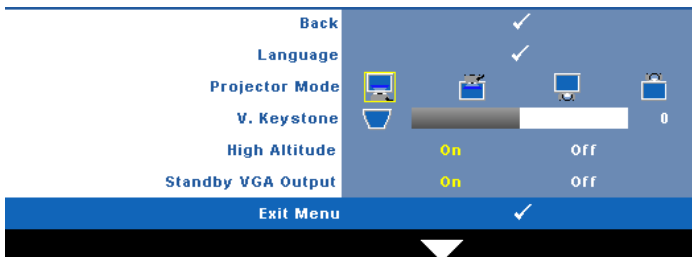 Back
Language
Projector Mode
V. Keystone 0
High Altitude On Off
Standby VGA Output On Off
Exit Menu